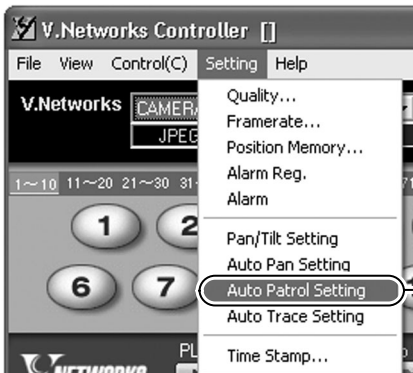 V.Networks Controller []
File View Control(C) Setting Help
V.Networks CAMERA
JPEG
Quality...
Framerate...
Position Memory...
Alarm Reg.
Alarm
1～10 11～20 21～30 31
1 2
Pan/Tilt Setting
Auto Pan Setting
6 7
Auto Patrol Setting
Auto Trace Setting
Time Stamp...
V.NETWORKS